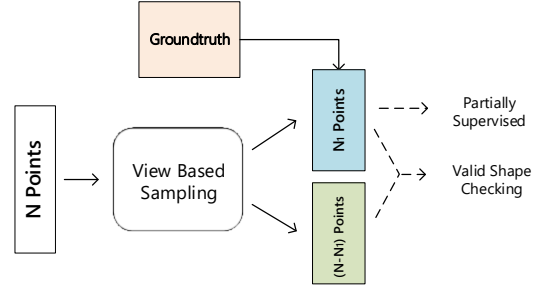 Groundtruth
N Points
View Based
Sampling
N1 Points
(N-N1) Points
Partially
Supervised
Valid Shape
Checking